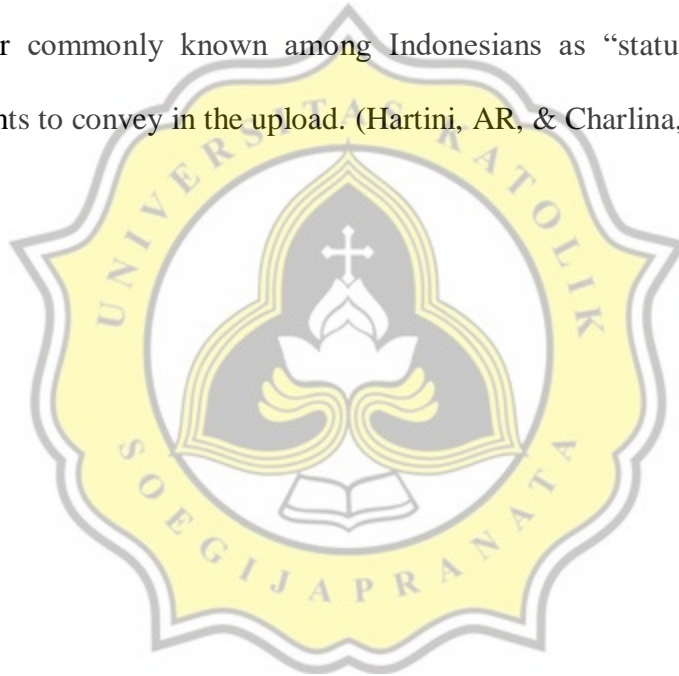 r commonly known among Indonesians as “statu
nts to convey in the upload. (Hartini, AR, & Charlina,
UNIVERSITAS KATOLIK
SOEGIJAPRANATA